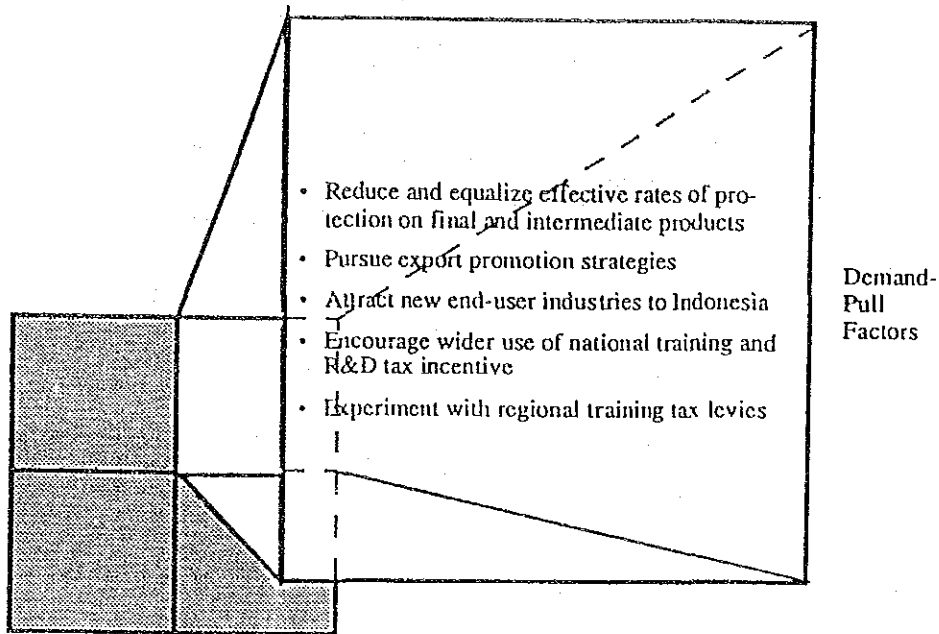 • Reduce and equalize effective rates of pro-
tection on final and intermediate products
• Pursue export promotion strategies
• Attract new end-user industries to Indonesia
• Encourage wider use of national training and
R&D tax incentive
• Experiment with regional training tax levies
Demand-
Pull
Factors